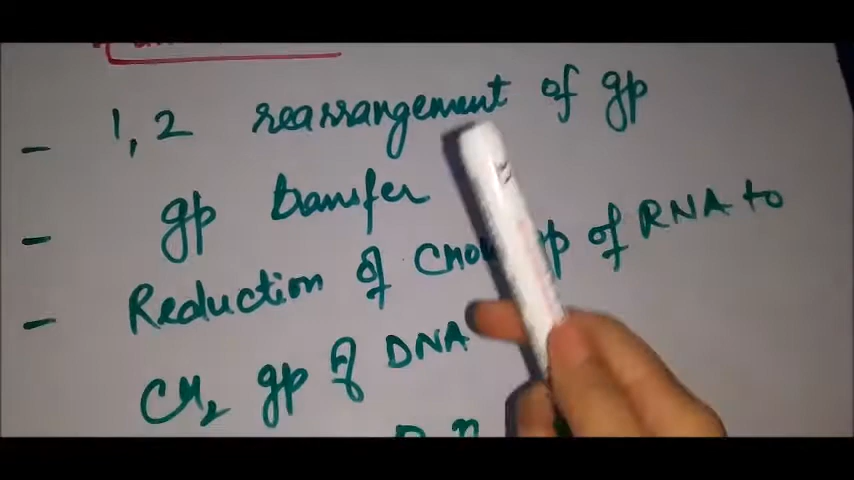 - 1, 2 rearrangement of gp
- gp transfer
- Reduction of CHOH gp of RNA to
CH2 gp of DNA